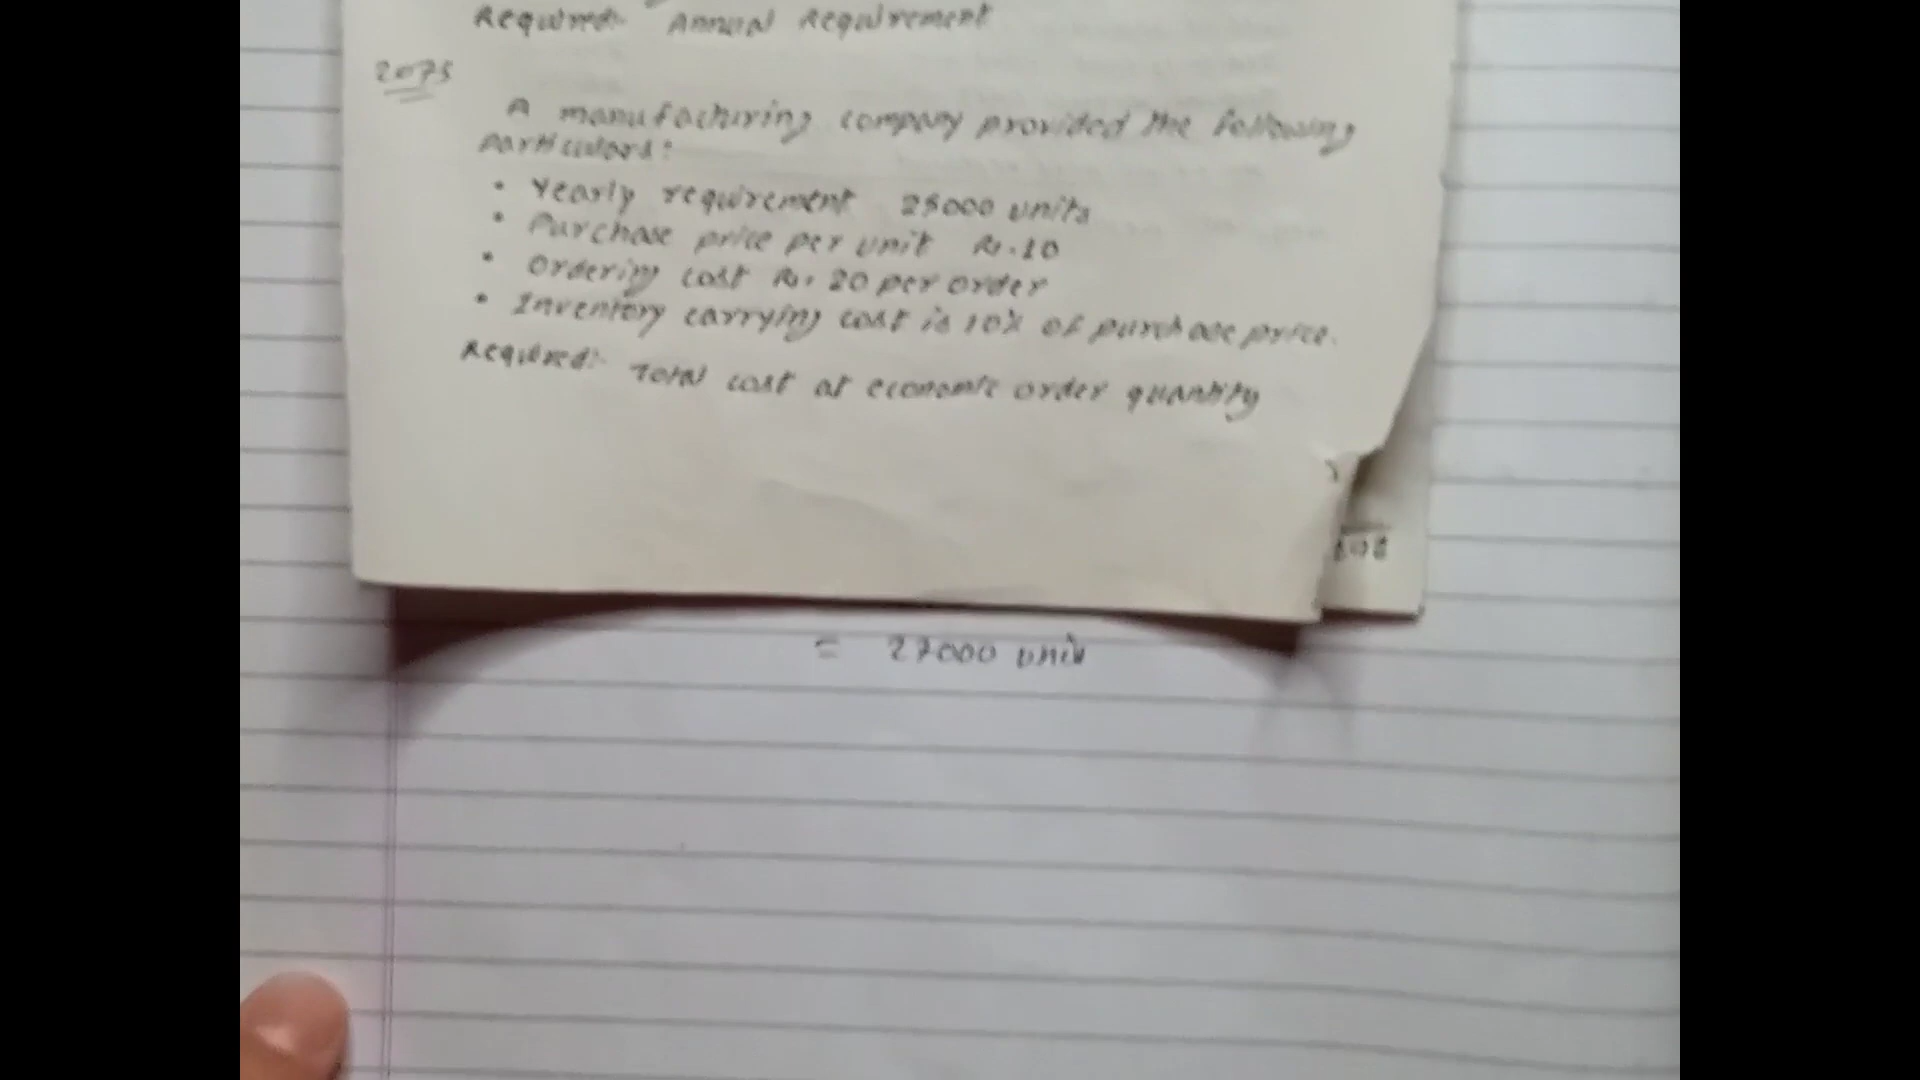 Required:- Annual Requirement
2075
A manufacturing company provided the following
particulars:
• Yearly requirement 25000 units
• Purchase price per unit Rs. 10
• Ordering cost Rs. 20 per order
• Inventory carrying cost is 10% of purchase price.
Required:- Total cost at economic order quantity
= 27000 unit